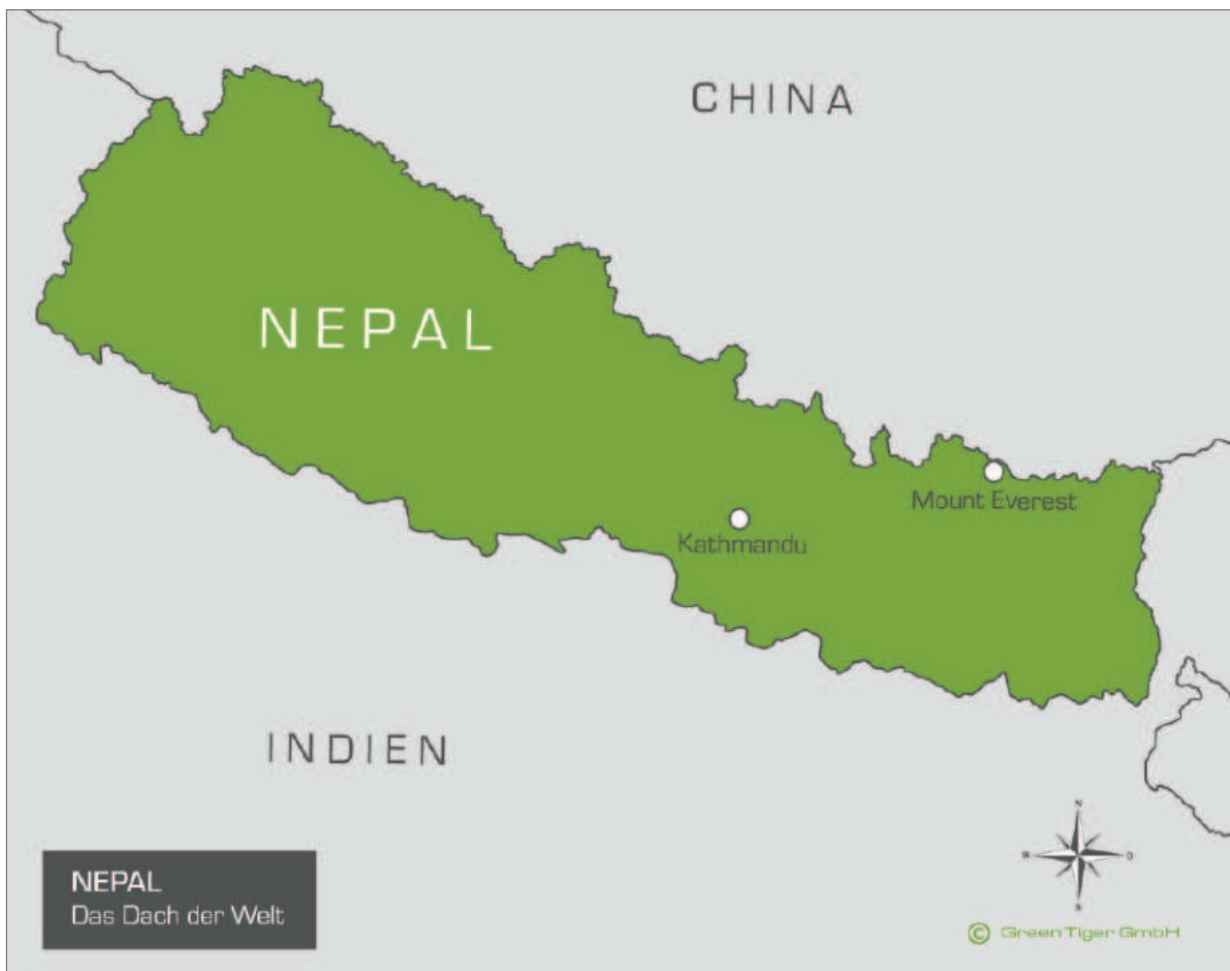 CHINA
NEPAL
Mount Everest
Kathmandu
INDIEN
N
W O
S
NEPAL
Das Dach der Welt
© Green Tiger GmbH